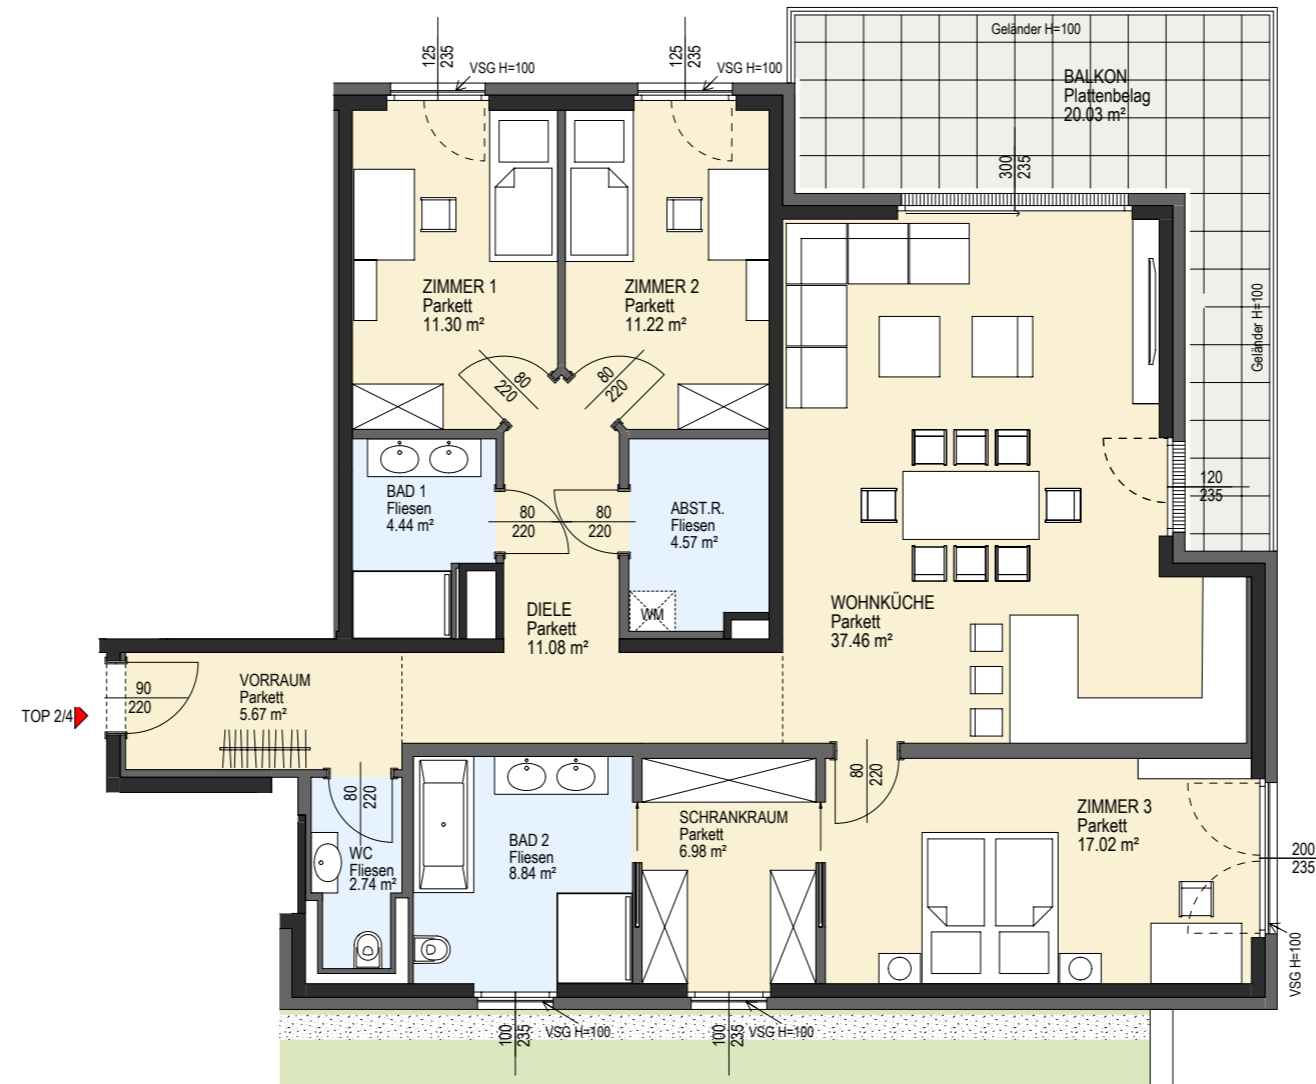 Geländer H=100
125
235
VSG H=100
125
235
VSG H=100
BALKON
Plattenbelag
20.03 m²
300
235
ZIMMER 1
Parkett
11.30 m²
ZIMMER 2
Parkett
11.22 m²
Geländer H=100
80
220
80
220
BAD 1
Fliesen
4.44 m²
80
220
80
220
ABST.R.
Fliesen
4.57 m²
120
235
WM
DIELE
Parkett
11.08 m²
WOHNKÜCHE
Parkett
37.46 m²
VORRAUM
Parkett
5.67 m²
90
220
TOP 2/4
80
220
80
220
WC
Fliesen
2.74 m²
BAD 2
Fliesen
8.84 m²
SCHRANKRAUM
Parkett
6.98 m²
ZIMMER 3
Parkett
17.02 m²
200
235
VSG H=100
100
235
VSG H=100
100
235
VSG H=100